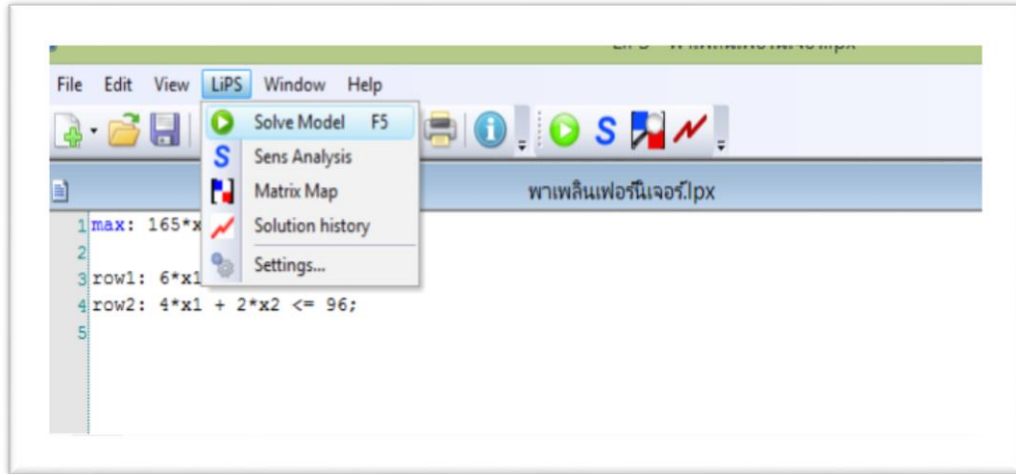 File Edit View LiPS Window Help
Solve Model F5
Sens Analysis
Matrix Map
Solution history
Settings...
พาเพลินเฟอร์นิเจอร์.lpx
1 max: 165*x
2
3 row1: 6*x1
4 row2: 4*x1 + 2*x2 <= 96;
5